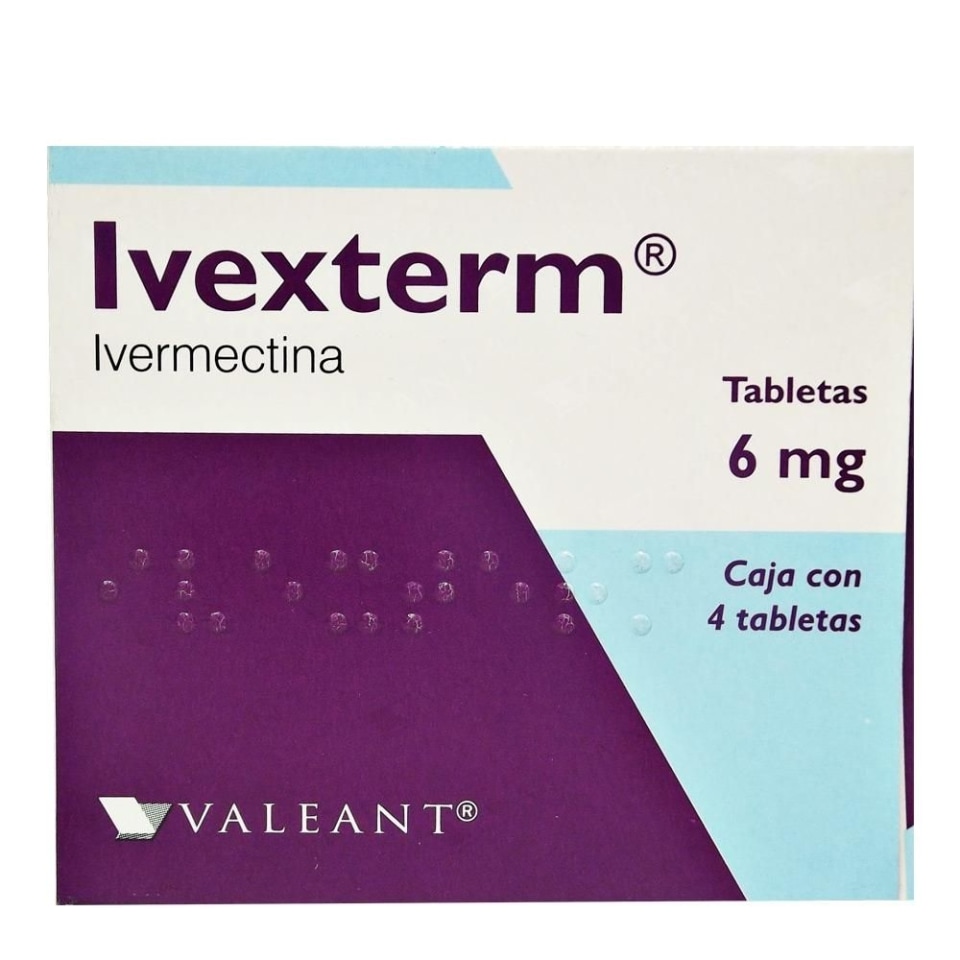 Ivexterm®
Ivermectina
Tabletas
6 mg
Caja con
4 tabletas
VALEANT®